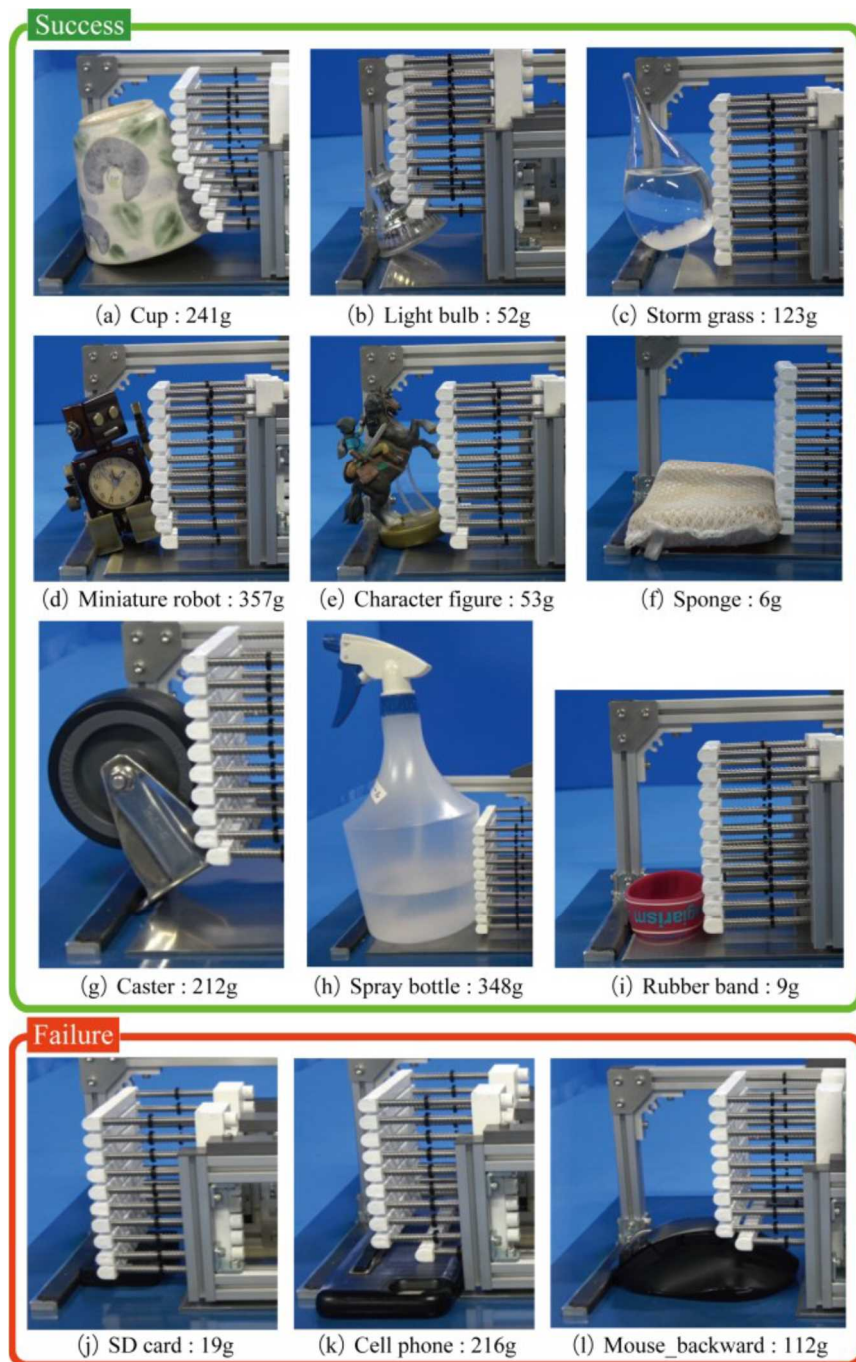 Success
(a) Cup : 241g
(b) Light bulb : 52g
(c) Storm grass : 123g
(d) Miniature robot : 357g
(e) Character figure : 53g
(f) Sponge : 6g
(g) Caster : 212g
(h) Spray bottle : 348g
(i) Rubber band : 9g
giarism
Failure
(j) SD card : 19g
(k) Cell phone : 216g
(l) Mouse_backward : 112g